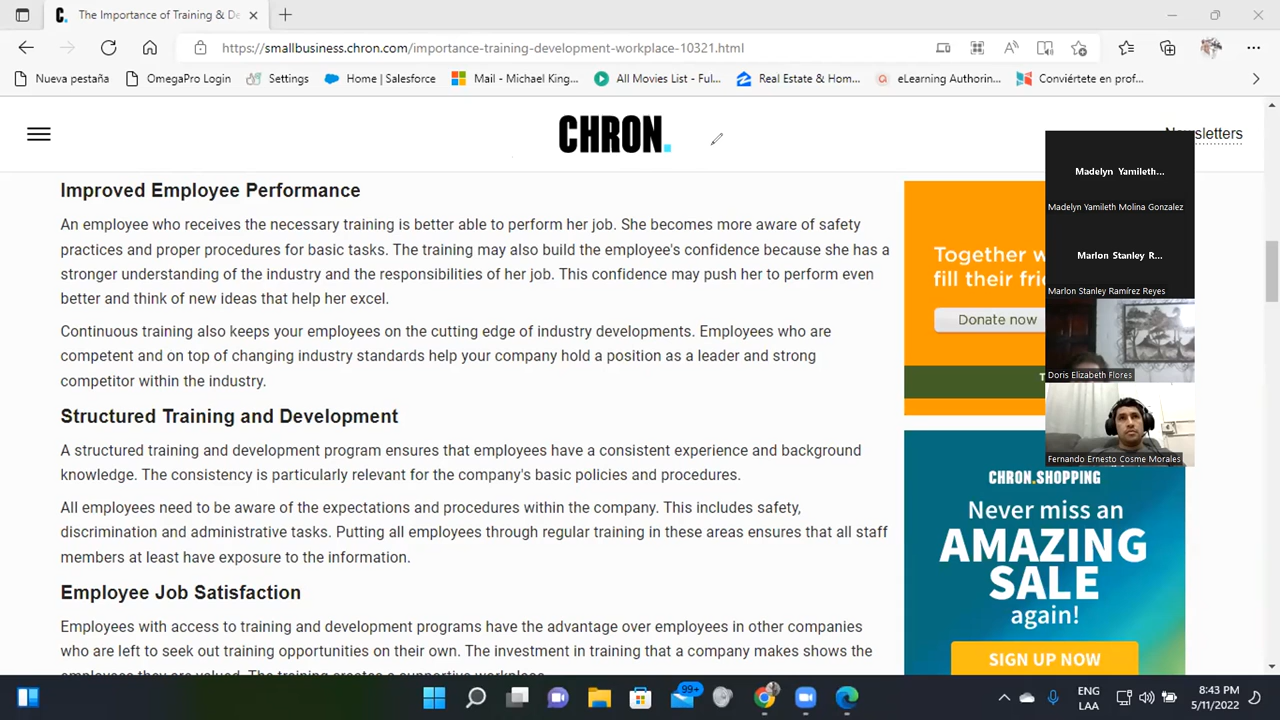 The Importance of Training & De
https://smallbusiness.chron.com/importance-training-development-workplace-10321.html
Nueva pestaña
OmegaPro Login
Settings
Home | Salesforce
Mail - Michael King...
All Movies List - Ful...
Real Estate & Hom...
eLearning Authorin...
Conviértete en prof...
CHRON.
Newsletters
Improved Employee Performance
An employee who receives the necessary training is better able to perform her job. She becomes more aware of safety
practices and proper procedures for basic tasks. The training may also build the employee's confidence because she has a
stronger understanding of the industry and the responsibilities of her job. This confidence may push her to perform even
better and think of new ideas that help her excel.
Continuous training also keeps your employees on the cutting edge of industry developments. Employees who are
competent and on top of changing industry standards help your company hold a position as a leader and strong
competitor within the industry.
Structured Training and Development
A structured training and development program ensures that employees have a consistent experience and background
knowledge. The consistency is particularly relevant for the company's basic policies and procedures.
All employees need to be aware of the expectations and procedures within the company. This includes safety,
discrimination and administrative tasks. Putting all employees through regular training in these areas ensures that all staff
members at least have exposure to the information.
Employee Job Satisfaction
Employees with access to training and development programs have the advantage over employees in other companies
who are left to seek out training opportunities on their own. The investment in training that a company makes shows the
employees they are valued. The training creates a supportive workplace.
Together w
fill their fri
Donate now
T
Madelyn Yamileth...
Madelyn Yamileth Molina Gonzalez
Marlon Stanley R...
Marlon Stanley Ramírez Reyes
Doris Elizabeth Flores
Fernando Ernesto Cosme Morales
CHRON.SHOPPING
Never miss an
AMAZING
SALE
again!
SIGN UP NOW
99+
ENG
LAA
8:43 PM
5/11/2022